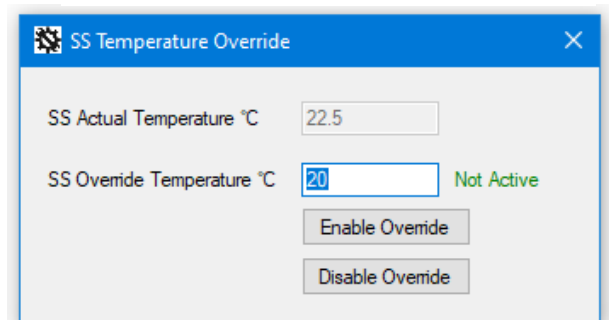 SS Temperature Override
SS Actual Temperature °C 22.5
SS Override Temperature °C 20 Not Active
Enable Override
Disable Override